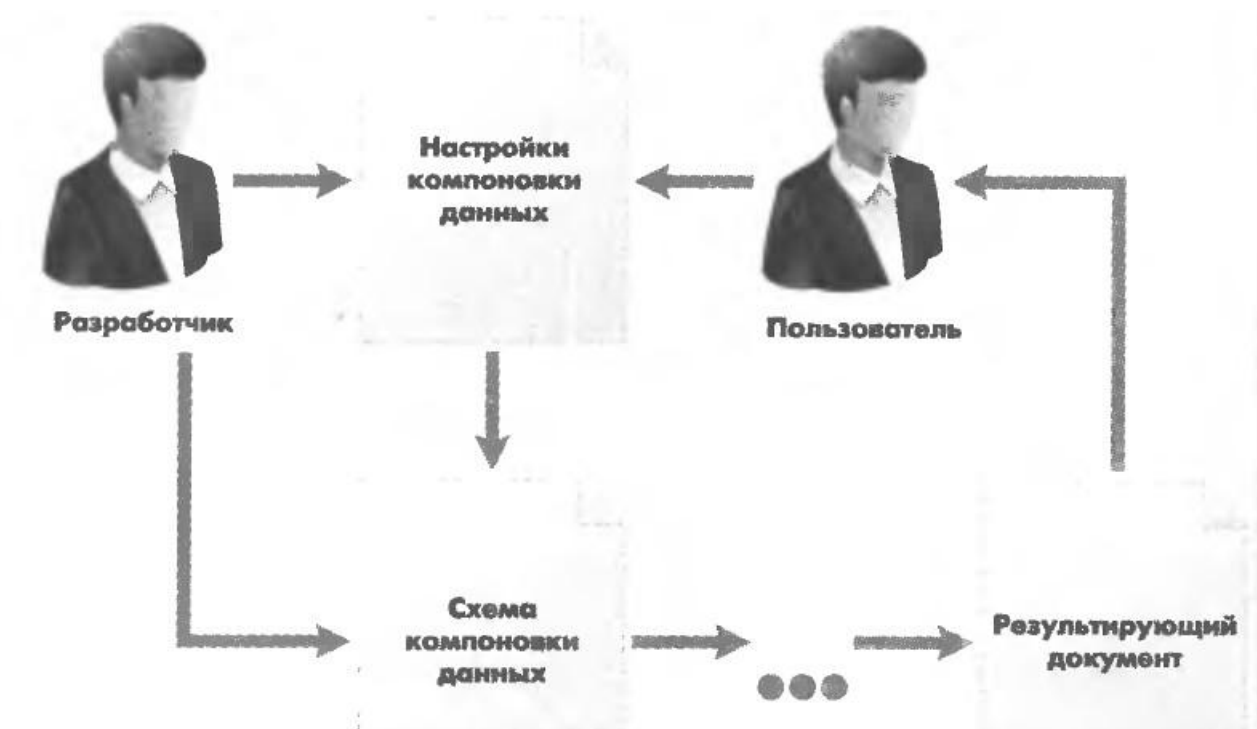 Настройки
компоновки
данных
Разработчик
Пользователь
Схема
компоновки
данных
Результирующий
документ